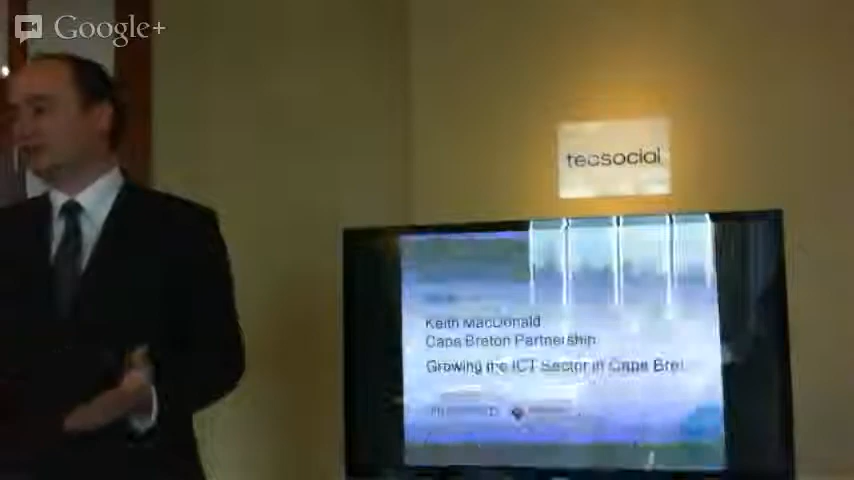 Google+
tecsocial
Keith MacDonald
Cape Breton Partnership
Growing the ICT Sector in Cape Bret